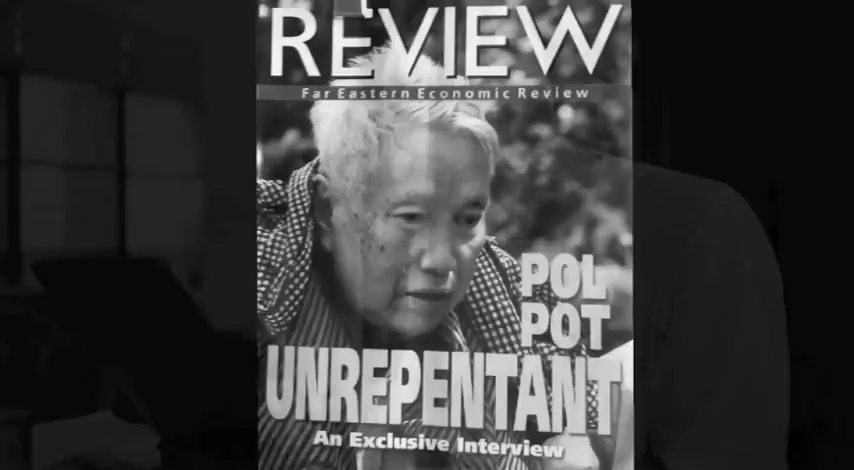 REVIEW
Far Eastern Economic Review
POL
POT
UNREPENTANT
An Exclusive Interview